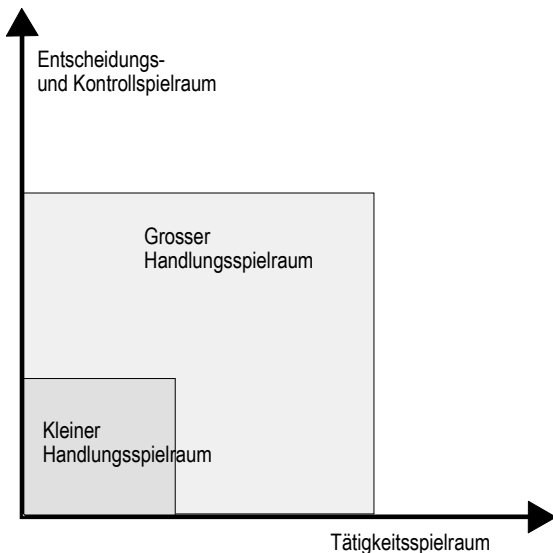 Entscheidungs-
und Kontrollspielraum
Grosser
Handlungsspielraum
Kleiner
Handlungsspielraum
Tätigkeitsspielraum